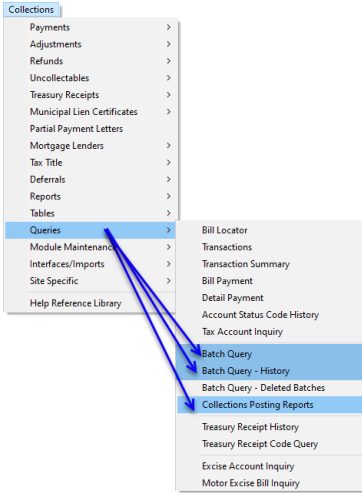 Collections
Payments
Adjustments
Refunds
Uncollectables
Treasury Receipts
Municipal Lien Certificates
Partial Payment Letters
Mortgage Lenders
Tax Title
Deferrals
Reports
Tables
Queries
Module Maintenance
Interfaces/Imports
Site Specific
Help Reference Library
Bill Locator
Transactions
Transaction Summary
Bill Payment
Detail Payment
Account Status Code History
Tax Account Inquiry
Batch Query
Batch Query - History
Batch Query - Deleted Batches
Collections Posting Reports
Treasury Receipt History
Treasury Receipt Code Query
Excise Account Inquiry
Motor Excise Bill Inquiry